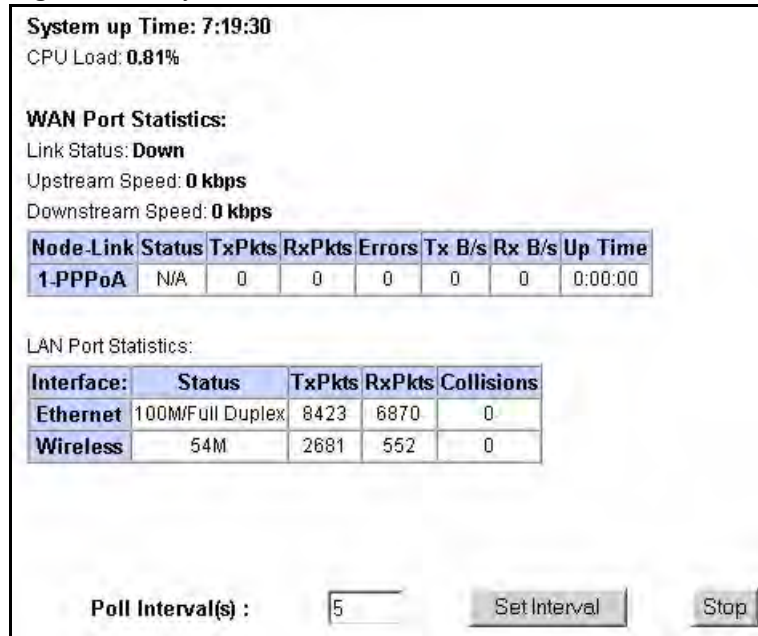 System up Time: 7:19:30
CPU Load: 0.81%
WAN Port Statistics:
Link Status: Down
Upstream Speed: 0 kbps
Downstream Speed: 0 kbps
Node-Link Status TxPkts RxPkts Errors Tx B/s Rx B/s Up Time
1-PPPoA N/A 0 0 0 0 0 0:00:00
LAN Port Statistics:
Interface: Status TxPkts RxPkts Collisions
Ethernet 100M/Full Duplex 8423 6870 0
Wireless 54M 2681 552 0
Poll Interval(s) : 5 Set Interval Stop